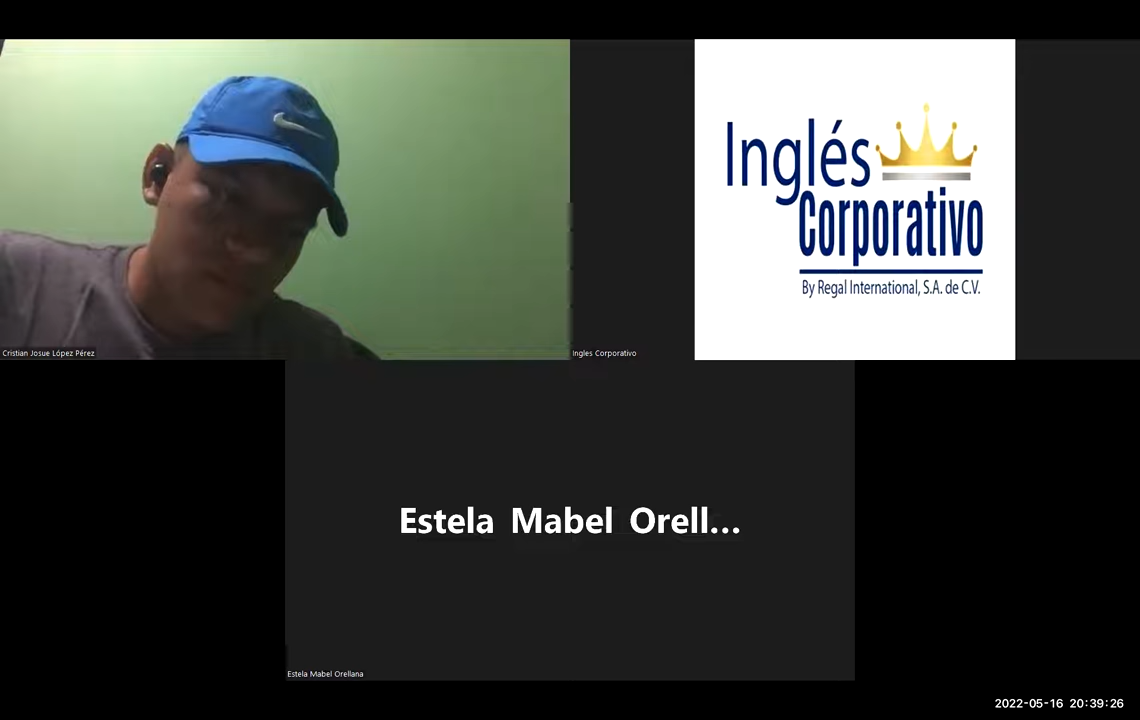 Inglés
Corporativo
By Regal International, S.A. de C.V.
Cristian Josue López Pérez
Ingles Corporativo
Estela Mabel Orell...
Estela Mabel Orellana
2022-05-16 20:39:26